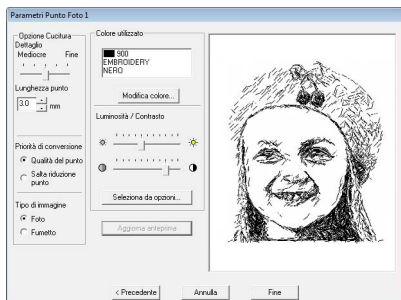 Parametri Punto Foto 1
Opzione Cucitura
Dettaglio
Mediocre Fine
Lunghezza punto
3.0 mm
Priorità di conversione
Qualità del punto
Salta riduzione
punto
Tipo di immagine
Foto
Fumetto
Colore utilizzato
900
EMBROIDERY
NERO
Modifica colore...
Luminosità / Contrasto
Seleziona da opzioni...
Aggiorna anteprima
< Precedente Annulla Fine